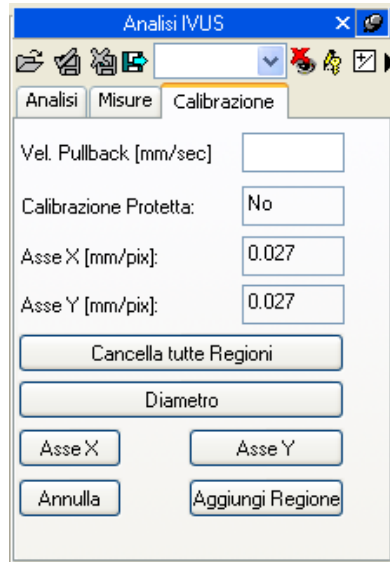 Analisi IVUS
Analisi Misure Calibrazione
Vel. Pullback [mm/sec]
Calibrazione Protetta: No
Asse X [mm/pix]: 0.027
Asse Y [mm/pix]: 0.027
Cancella tutte Regioni
Diametro
Asse X Asse Y
Annulla Aggiungi Regione